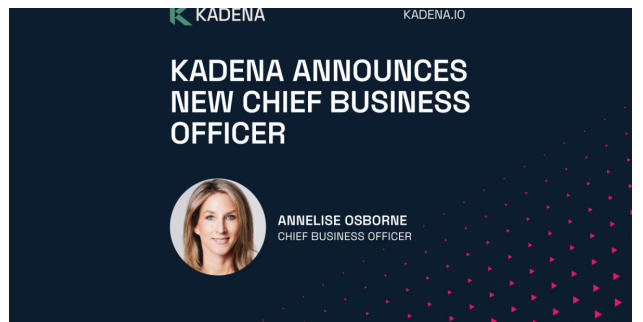 KADENA
KADENA.IO
KADENA ANNOUNCES
NEW CHIEF BUSINESS
OFFICER
ANNELISE OSBORNE
CHIEF BUSINESS OFFICER